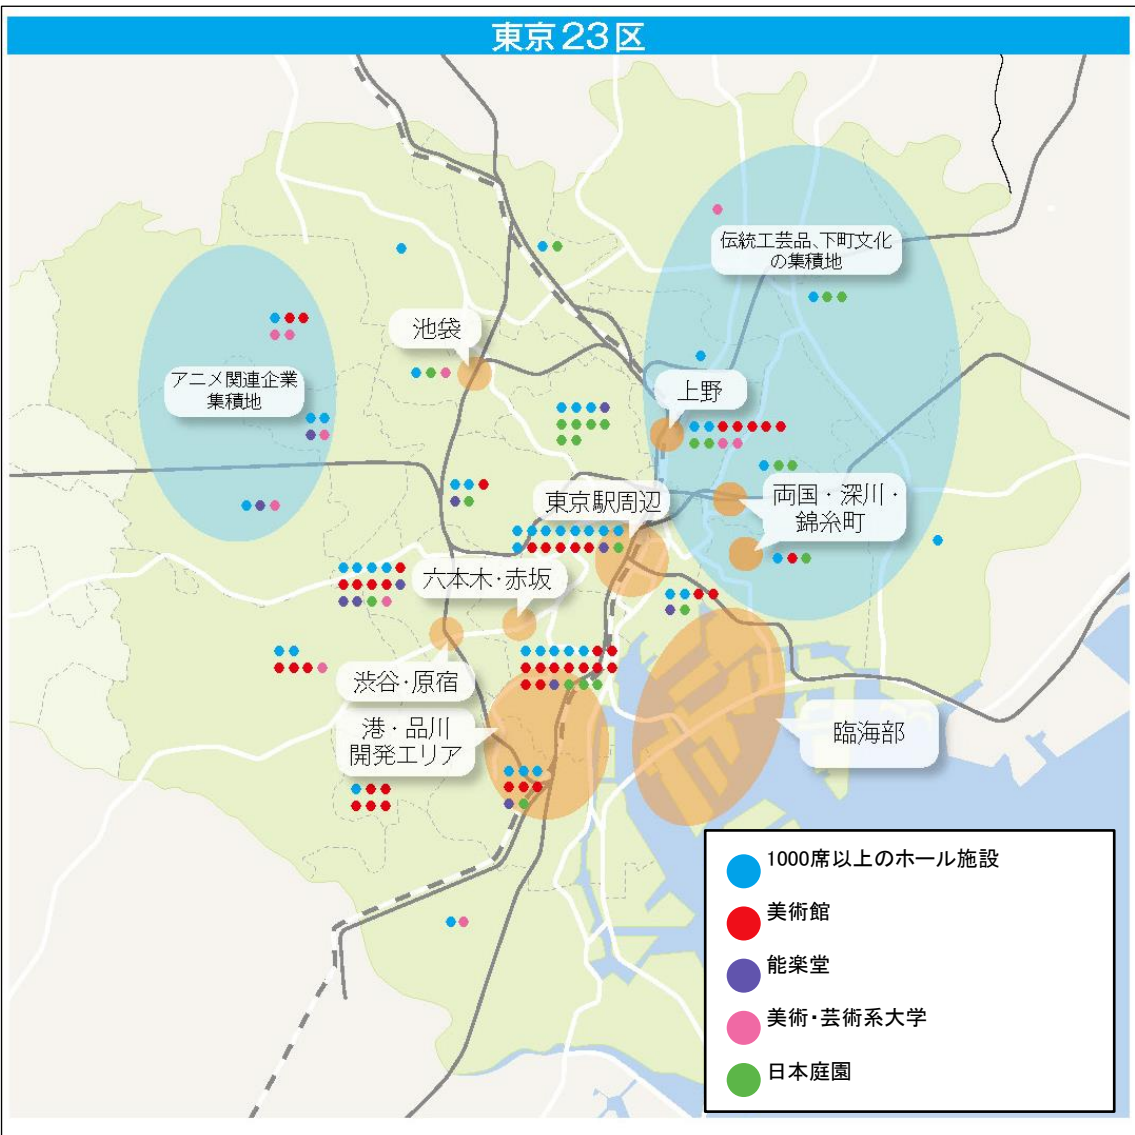 東京23区
伝統工芸品、下町文化
の集積地
池袋
アニメ関連企業
集積地
上野
東京駅周辺
両国・深川・
錦糸町
六本木・赤坂
渋谷・原宿
港・品川
開発エリア
臨海部
1000席以上のホール施設
美術館
能楽堂
美術・芸術系大学
日本庭園